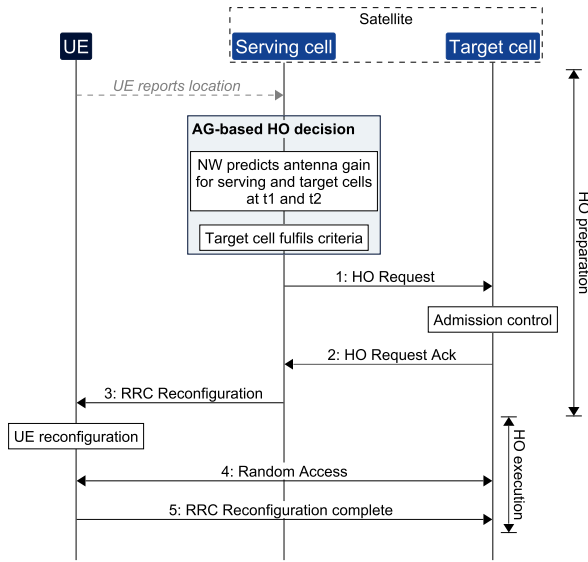 Satellite
UE
Serving cell
Target cell
UE reports location
AG-based HO decision
NW predicts antenna gain
for serving and target cells
at t1 and t2
Target cell fulfils criteria
HO preparation
1: HO Request
Admission control
2: HO Request Ack
3: RRC Reconfiguration
UE reconfiguration
HO execution
4: Random Access
5: RRC Reconfiguration complete